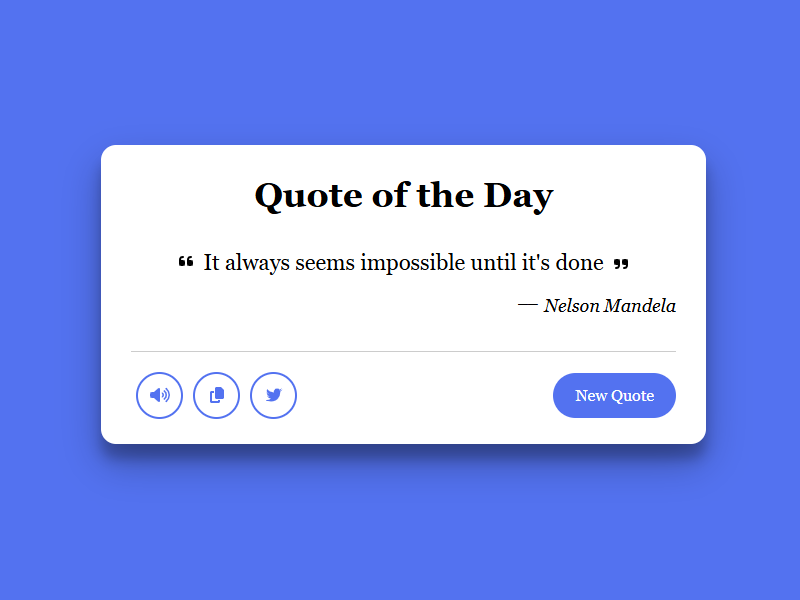 Quote of the Day
❝ It always seems impossible until it's done ❞
— Nelson Mandela
New Quote